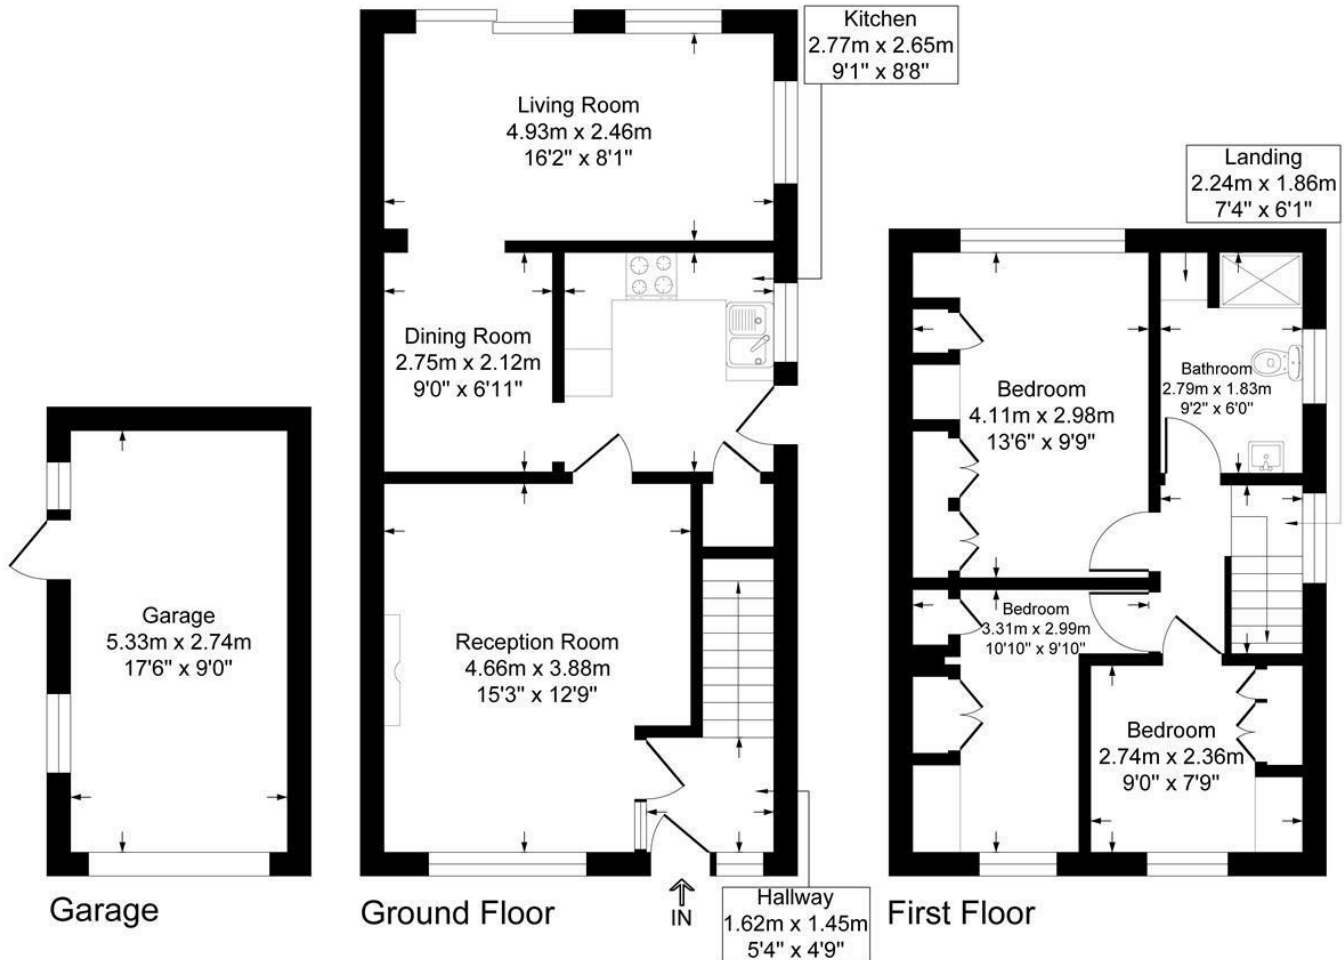 Kitchen
2.77m x 2.65m
9'1" x 8'8"
Living Room
4.93m x 2.46m
16'2" x 8'1"
Landing
2.24m x 1.86m
7'4" x 6'1"
Dining Room
2.75m x 2.12m
9'0" x 6'11"
Bedroom
4.11m x 2.98m
13'6" x 9'9"
Bathroom
2.79m x 1.83m
9'2" x 6'0"
Garage
5.33m x 2.74m
17'6" x 9'0"
Reception Room
4.66m x 3.88m
15'3" x 12'9"
Bedroom
3.31m x 2.99m
10'10" x 9'10"
Bedroom
2.74m x 2.36m
9'0" x 7'9"
Hallway
1.62m x 1.45m
5'4" x 4'9"
IN
Garage
Ground Floor
First Floor